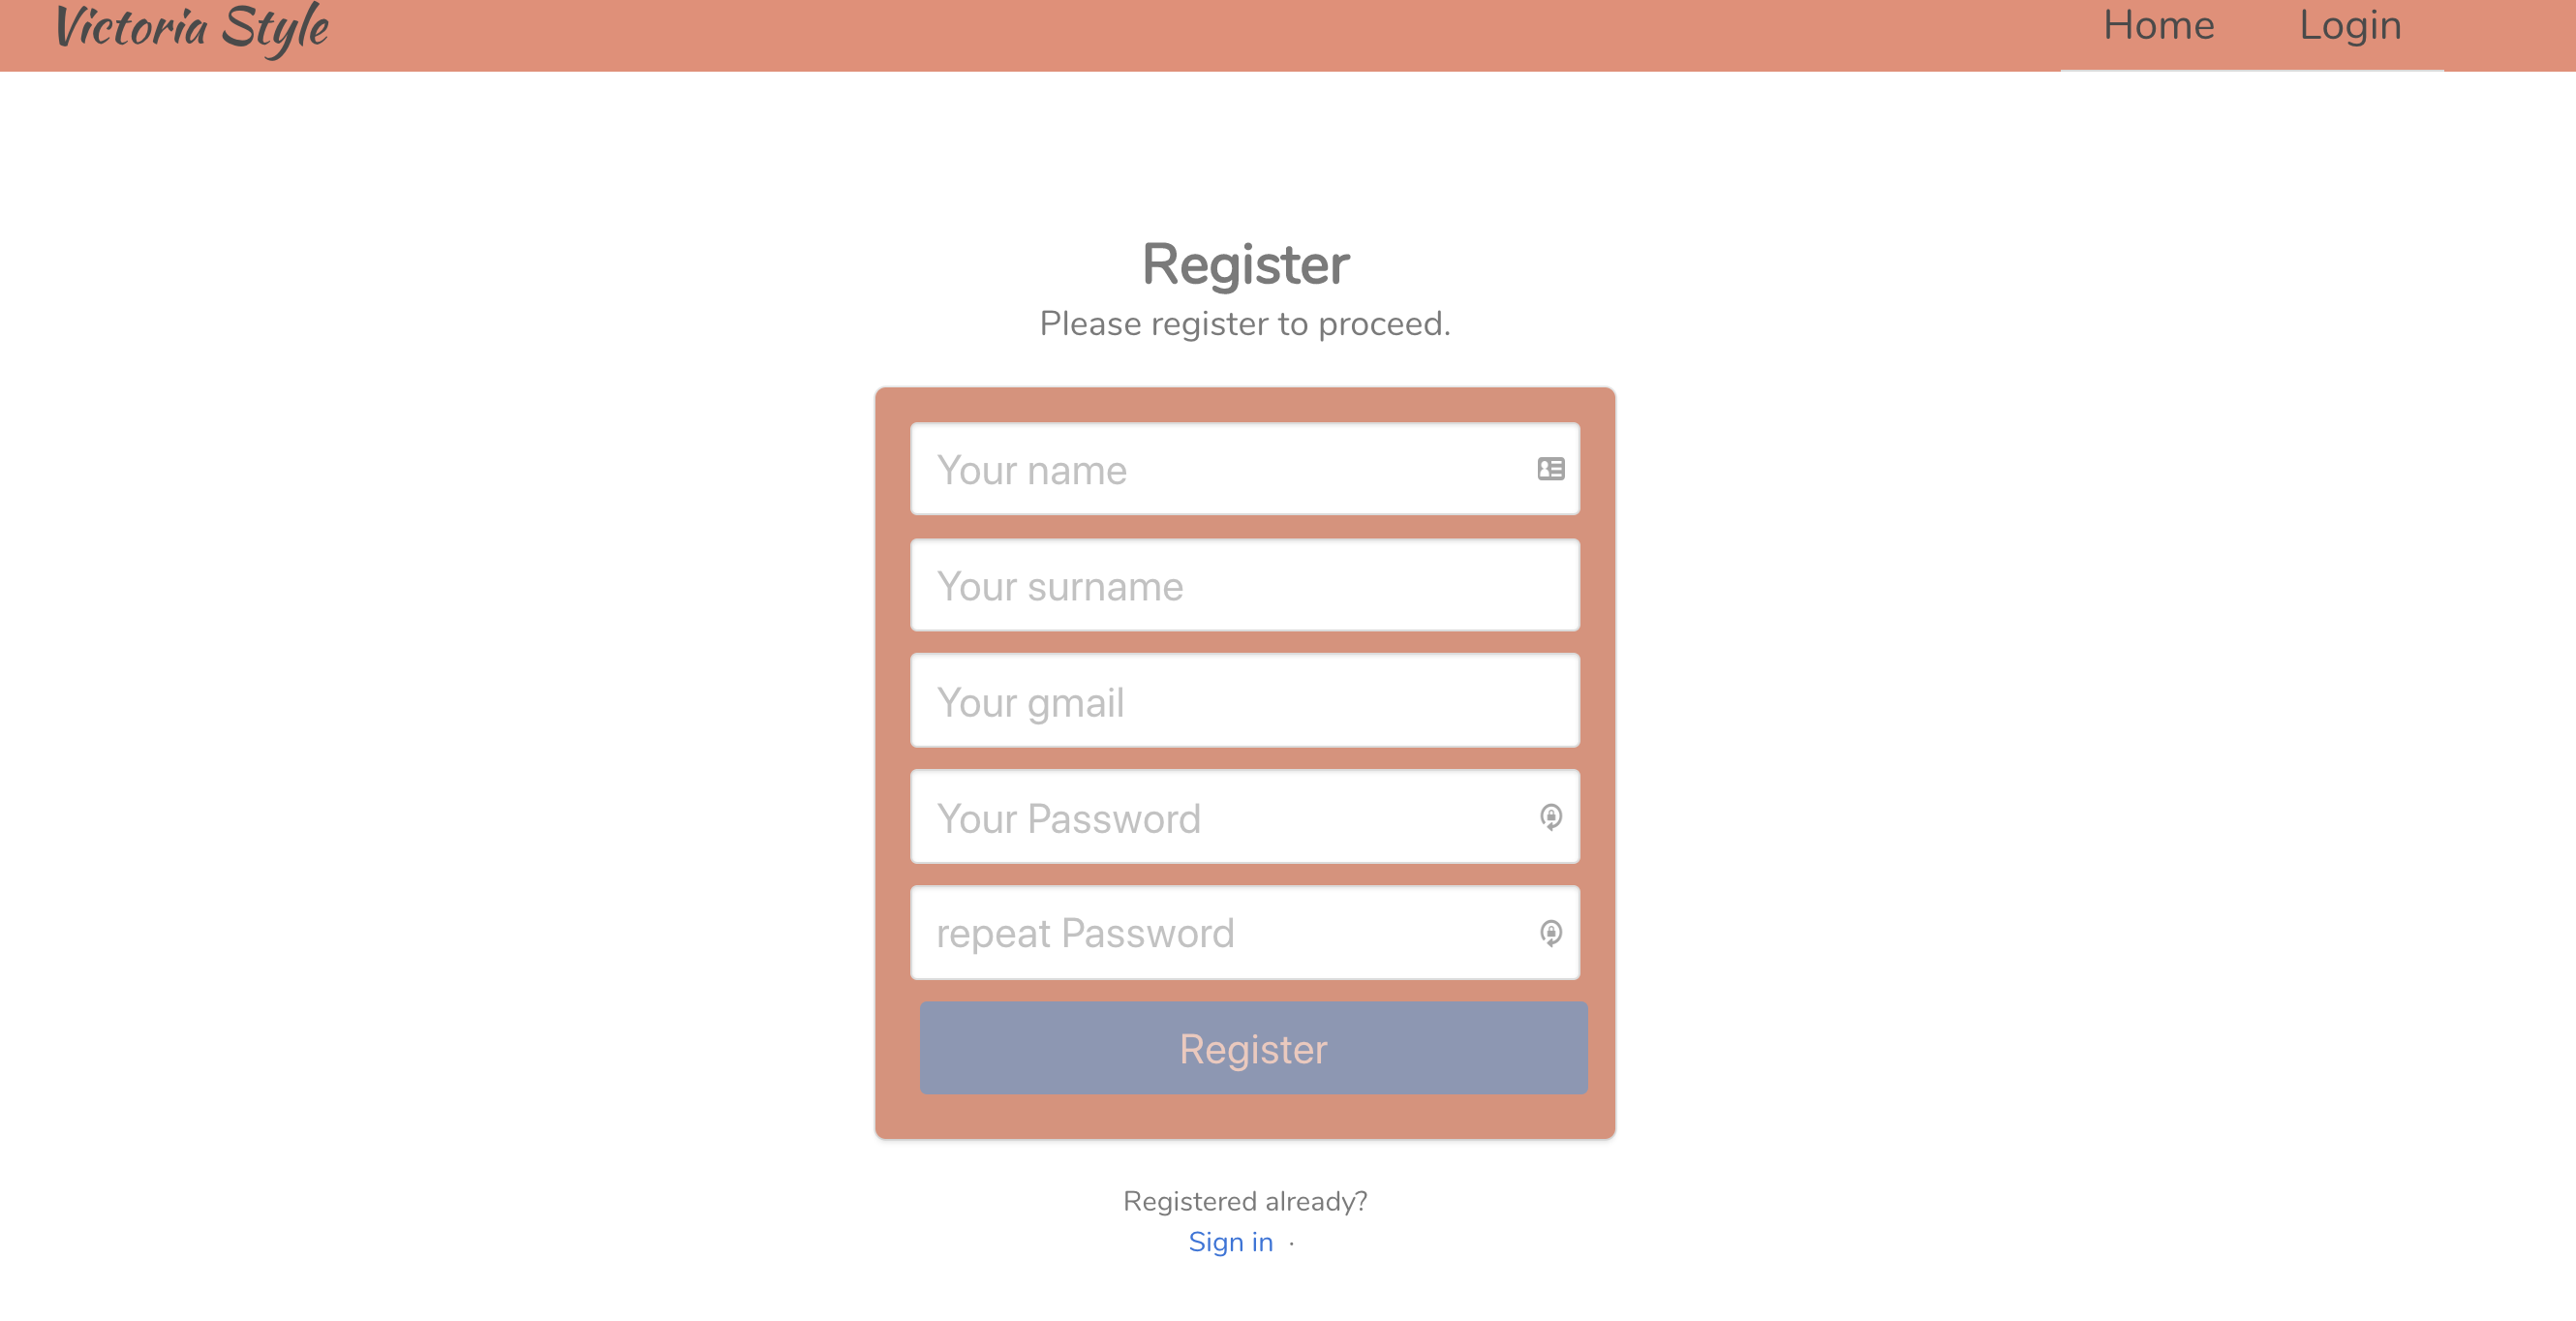 Victoria Style
Home
Login
Register
Please register to proceed.
Your name
Your surname
Your gmail
Your Password
repeat Password
Register
Registered already?
Sign in ·